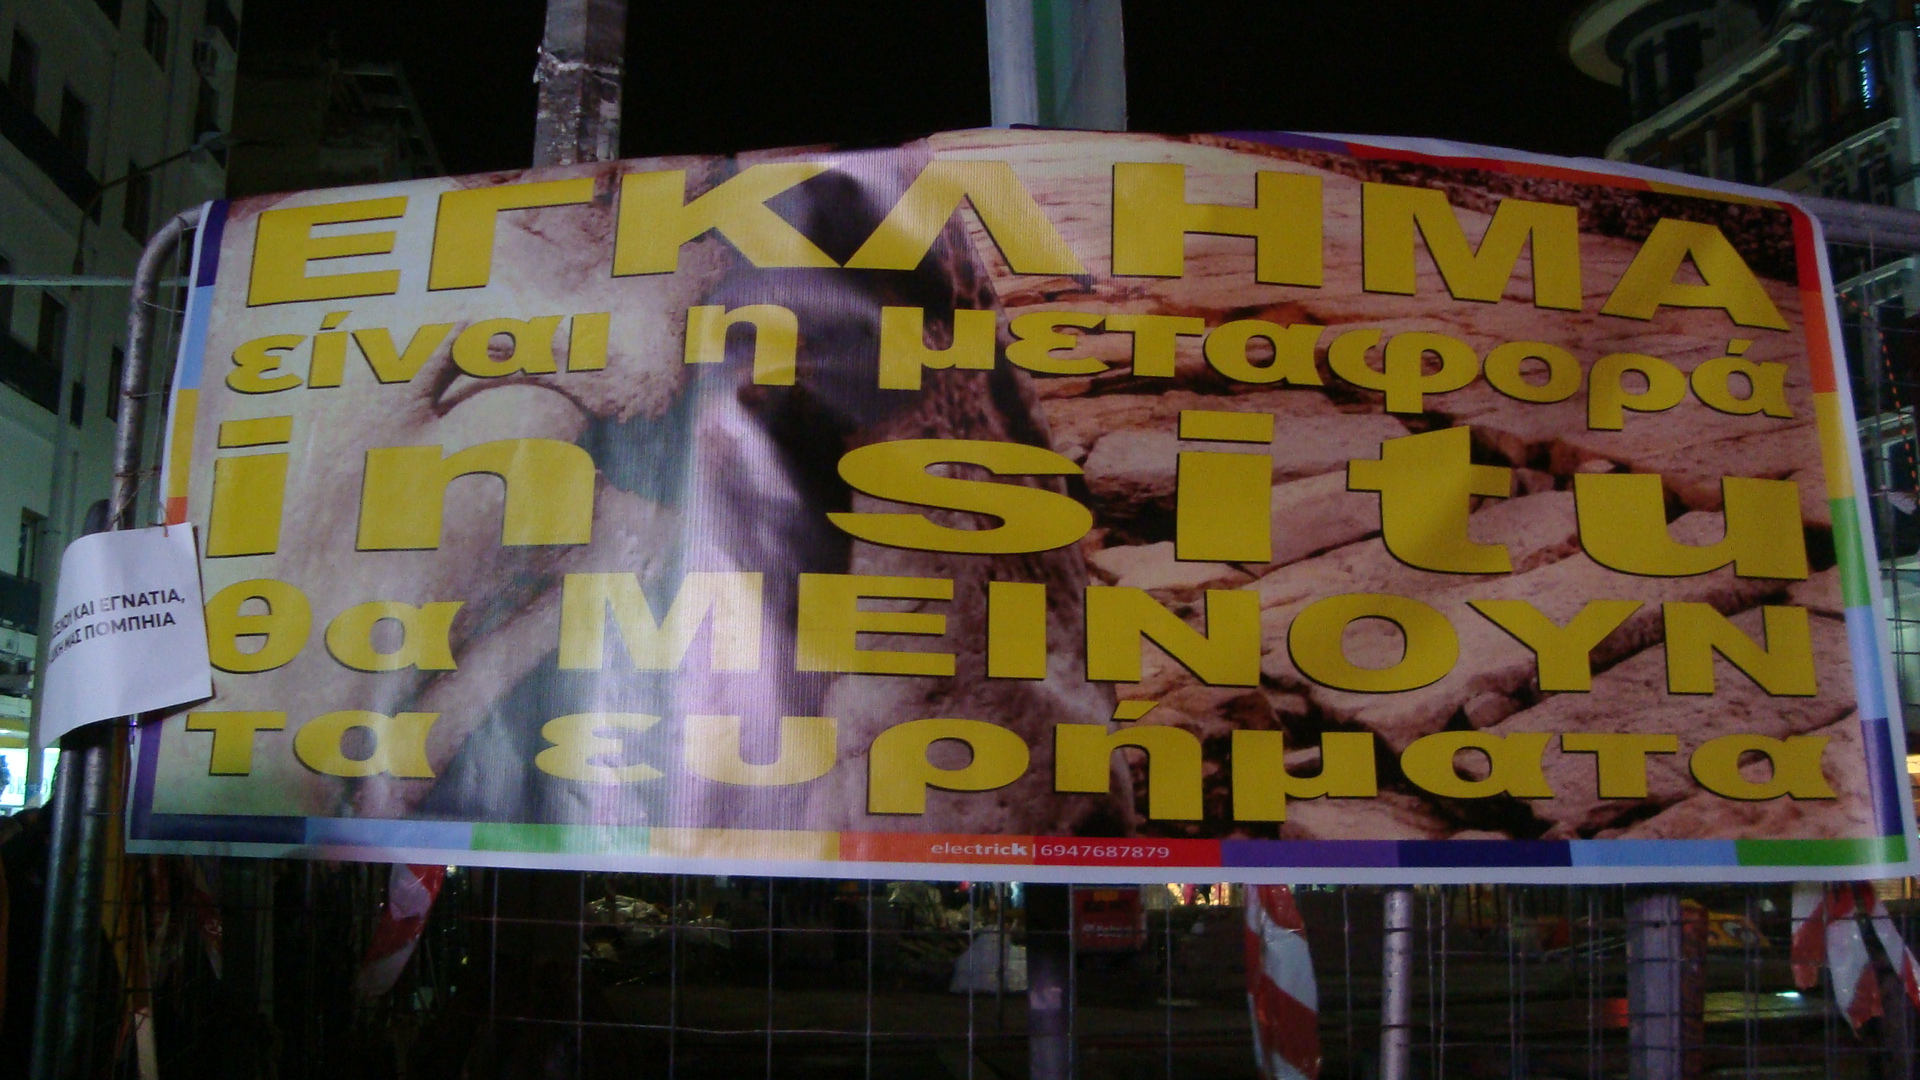 ΕΓΚΛΗΜΑ
είναι η μεταφορά
in situ
θα ΜΕΙΝΟΥΝ
τα ευρήματα
electrick|6947687879
ΚΑΙ ΕΓΝΑΤΙΑ,
ΜΑΣ ΠΟΜΠΗΙΑ